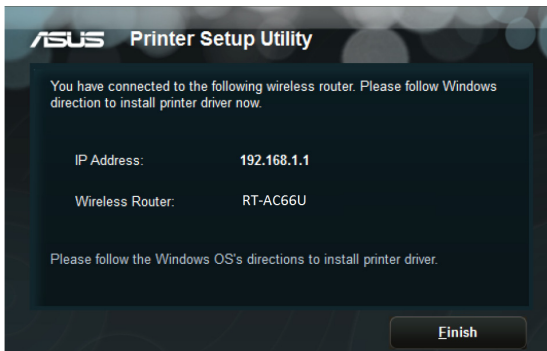 ASUS Printer Setup Utility
You have connected to the following wireless router. Please follow Windows
direction to install printer driver now.
IP Address: 192.168.1.1
Wireless Router: RT-AC66U
Please follow the Windows OS's directions to install printer driver.
Finish